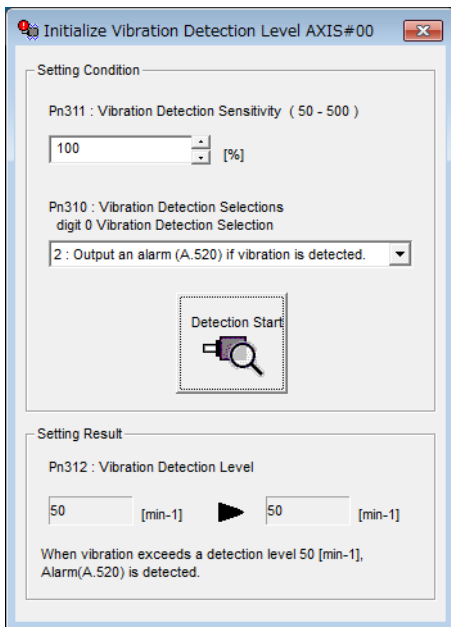 Initialize Vibration Detection Level AXIS#00
Setting Condition
Pn311 : Vibration Detection Sensitivity ( 50 - 500 )
100
[%]
Pn310 : Vibration Detection Selections
digit 0 Vibration Detection Selection
2 : Output an alarm (A.520) if vibration is detected.
Detection Start
Setting Result
Pn312 : Vibration Detection Level
50 [min-1] 50 [min-1]
When vibration exceeds a detection level 50 [min-1],
Alarm(A.520) is detected.